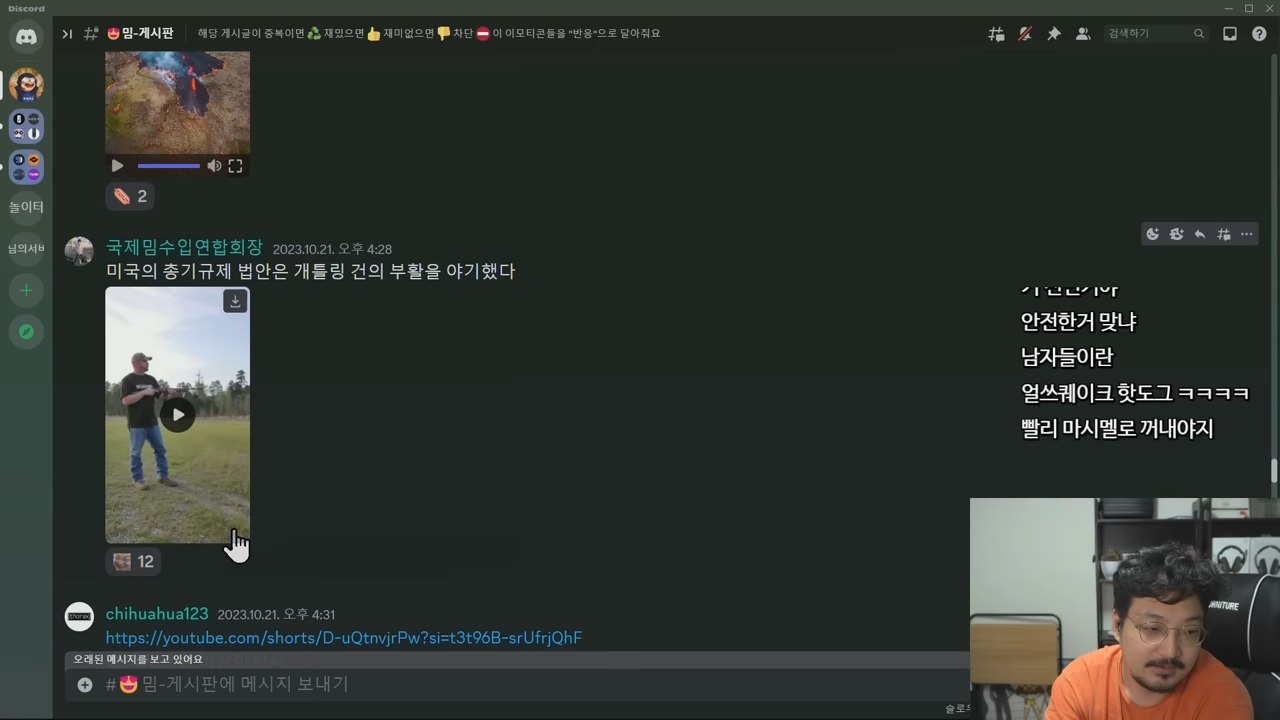 Discord
밈-게시판
해당 게시글이 중복이면 ♻️ 재밌으면 👍 재미없으면 👎 차단 ⛔ 이 이모티콘들을 "반응"으로 달아줘요
검색하기
2
놀이터
님의서버
국제밈수입연합회장 2023.10.21. 오후 4:28
미국의 총기규제 법안은 개틀링 건의 부활을 야기했다
안전한거 맞냐
남자들이란
얼쓰퀘이크 핫도그 ㅋㅋㅋㅋ
빨리 마시멜로 꺼내야지
12
chihuahua123 2023.10.21. 오후 4:31
https://youtube.com/shorts/D-uQtnvjrPw?si=t3t96B-srUfrjQhF
오래된 메시지를 보고 있어요
#😍밈-게시판에 메시지 보내기